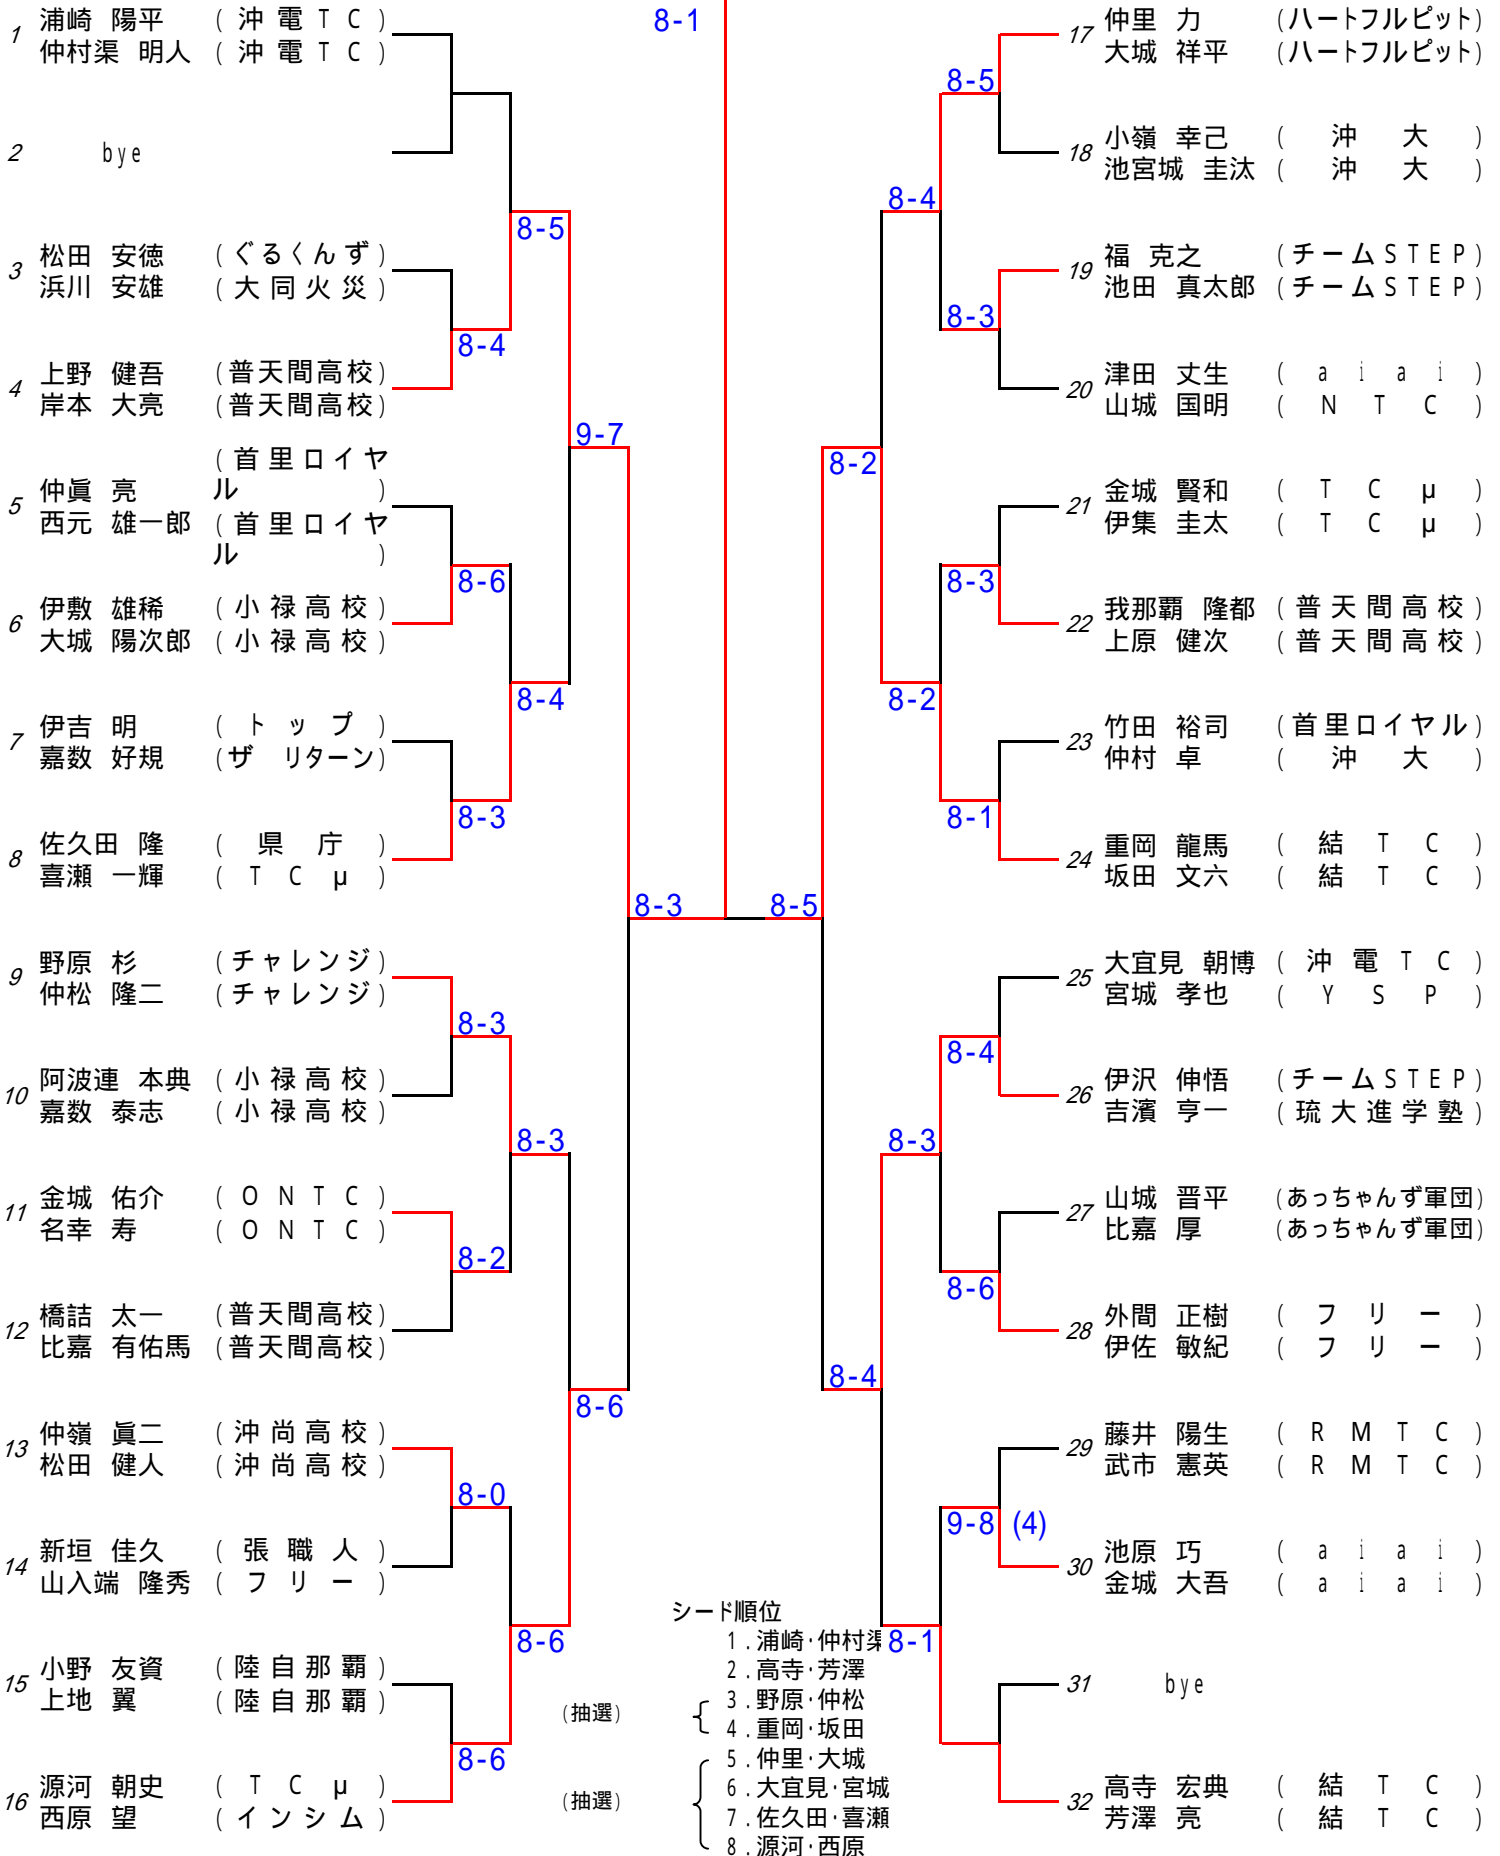 8-1
1 浦崎 陽平 (沖電TC)
仲村渠 明人 (沖電TC)
2 bye
8-5
3 松田 安徳 (ぐるくんず)
浜川 安雄 (大同火災)
8-4
4 上野 健吾 (普天間高校)
岸本 大亮 (普天間高校)
9-7
5 仲眞 亮 (首里ロイヤル)
西元 雄一郎 (首里ロイヤル)
8-6
6 伊敷 雄稀 (小禄高校)
大城 陽次郎 (小禄高校)
8-4
7 伊吉 明 (トップ)
嘉数 好規 (ザ リターン)
8-3
8 佐久田 隆 (県庁)
喜瀬 一輝 (TCμ)
8-3
9 野原 杉 (チャレンジ)
仲松 隆二 (チャレンジ)
8-3
10 阿波連 本典 (小禄高校)
嘉数 泰志 (小禄高校)
8-3
11 金城 佑介 (ONTC)
名幸 寿 (ONTC)
8-2
12 橋詰 太一 (普天間高校)
比嘉 有佑馬 (普天間高校)
8-6
13 仲嶺 眞二 (沖尚高校)
松田 健人 (沖尚高校)
8-0
14 新垣 佳久 (張職人)
山入端 隆秀 (フリー)
8-6
15 小野 友資 (陸自那覇)
上地 翼 (陸自那覇)
8-6
16 源河 朝史 (TCμ)
西原 望 (インシム)
17 仲里 力 (ハートフルピット)
大城 祥平 (ハートフルピット)
8-5
18 小嶺 幸己 (沖大)
池宮城 圭汰 (沖大)
8-4
19 福 克之 (チームSTEP)
池田 真太郎 (チームSTEP)
8-3
20 津田 丈生 (aiai)
山城 国明 (NTC)
8-2
21 金城 賢和 (TCμ)
伊集 圭太 (TCμ)
8-3
22 我那覇 隆都 (普天間高校)
上原 健次 (普天間高校)
8-2
23 竹田 裕司 (首里ロイヤル)
仲村 卓 (沖大)
8-1
24 重岡 龍馬 (結TC)
坂田 文六 (結TC)
8-5
25 大宜見 朝博 (沖電TC)
宮城 孝也 (YSP)
8-4
26 伊沢 伸悟 (チームSTEP)
吉濱 亨一 (琉大進学塾)
8-3
27 山城 晋平 (あっちゃんず軍団)
比嘉 厚 (あっちゃんず軍団)
8-6
28 外間 正樹 (フリー)
伊佐 敏紀 (フリー)
8-4
29 藤井 陽生 (RMTC)
武市 憲英 (RMTC)
9-8 (4)
30 池原 巧 (aiai)
金城 大吾 (aiai)
8-1
31 bye
32 高寺 宏典 (結TC)
芳澤 亮 (結TC)
シード順位
1.浦崎・仲村渠
2.高寺・芳澤
(抽選) 3.野原・仲松
4.重岡・坂田
5.仲里・大城
(抽選) 6.大宜見・宮城
7.佐久田・喜瀬
8.源河・西原